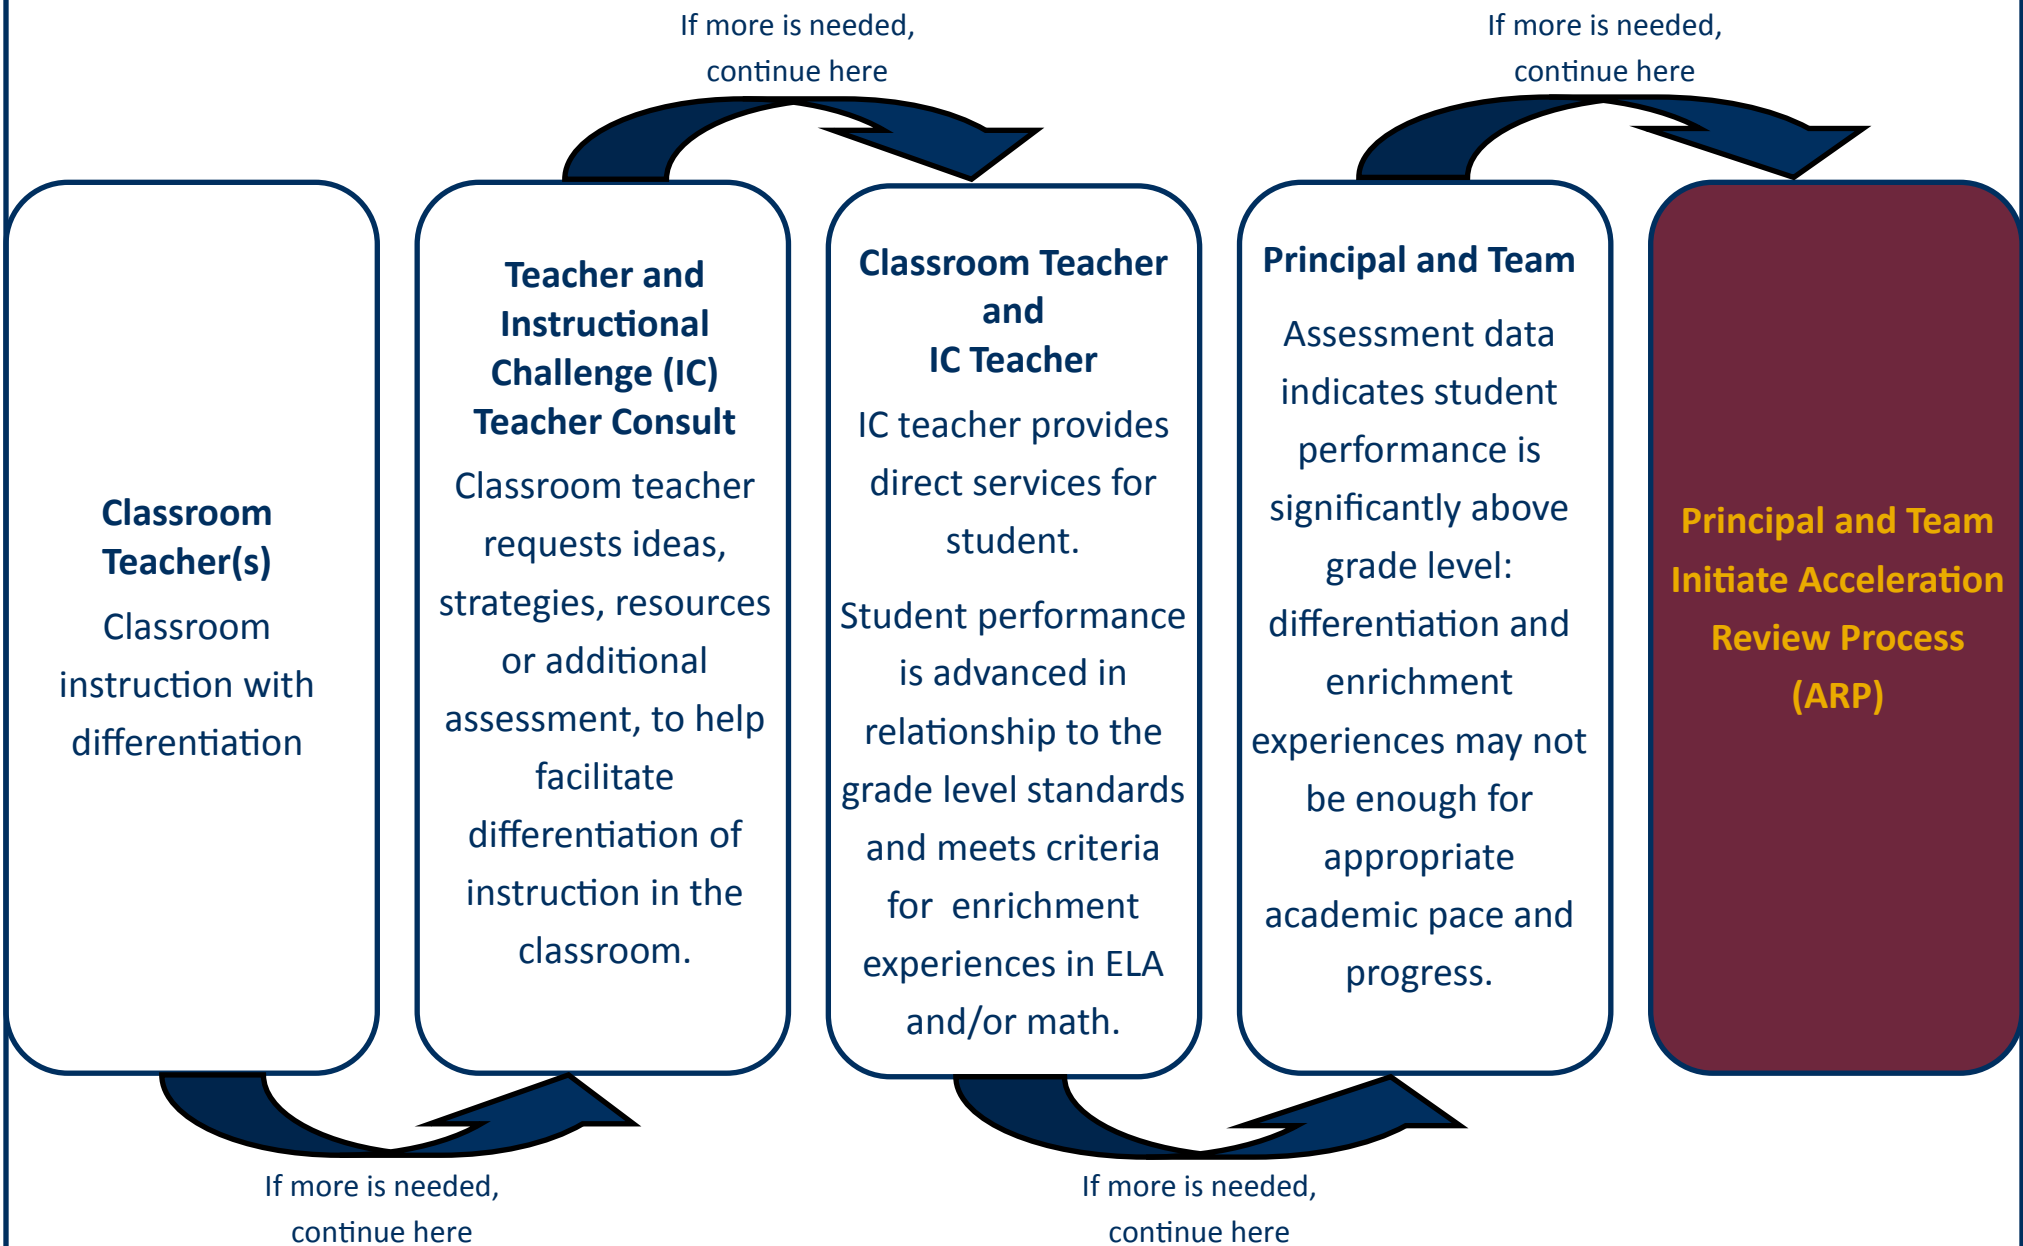 If more is needed,
continue here
If more is needed,
continue here
Classroom
Teacher(s)
Classroom
instruction with
differentiation
Teacher and
Instructional
Challenge (IC)
Teacher Consult
Classroom teacher
requests ideas,
strategies, resources
or additional
assessment, to help
facilitate
differentiation of
instruction in the
classroom.
Classroom Teacher
and
IC Teacher
IC teacher provides
direct services for
student.
Student performance
is advanced in
relationship to the
grade level standards
and meets criteria
for  enrichment
experiences in ELA
and/or math.
Principal and Team
Assessment data
indicates student
performance is
significantly above
grade level:
differentiation and
enrichment
experiences may not
be enough for
appropriate
academic pace and
progress.
Principal and Team
Initiate Acceleration
Review Process
(ARP)
If more is needed,
continue here
If more is needed,
continue here